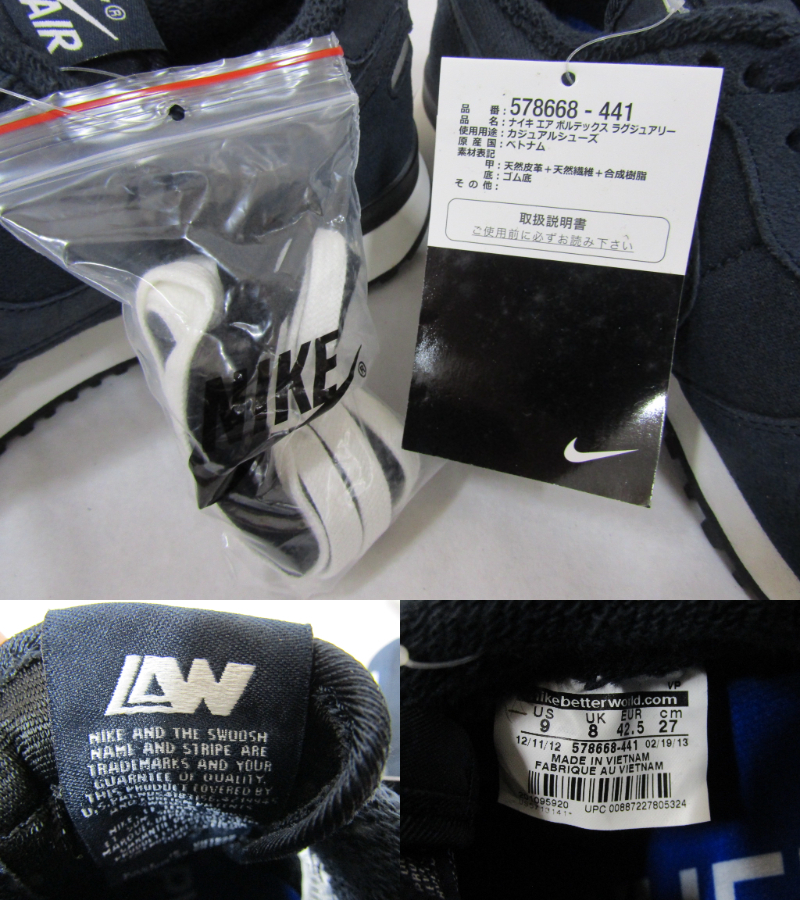 AIR
品 番：578668 - 441
品 名：ナイキ エア ボルテックス ラグジュアリー
使用用途：カジュアルシューズ
原 産 国：ベトナム
素材表記
甲：天然皮革＋天然繊維＋合成樹脂
底：ゴム底
その他：
取扱説明書
ご使用前に必ずお読み下さい
NIKE®
LAW
NIKE AND THE SWOOSH
NAME AND STRIPE ARE
TRADEMARKS AND YOUR
GUARANTEE OF QUALITY.
THIS PRODUCT COVERED BY
VP
nikebetterworld.com
US UK EUR cm
9 8 42.5 27
12/11/12 578668-441 02/19/13
MADE IN VIETNAM
FABRIQUE AU VIETNAM
UPC 00887227805324